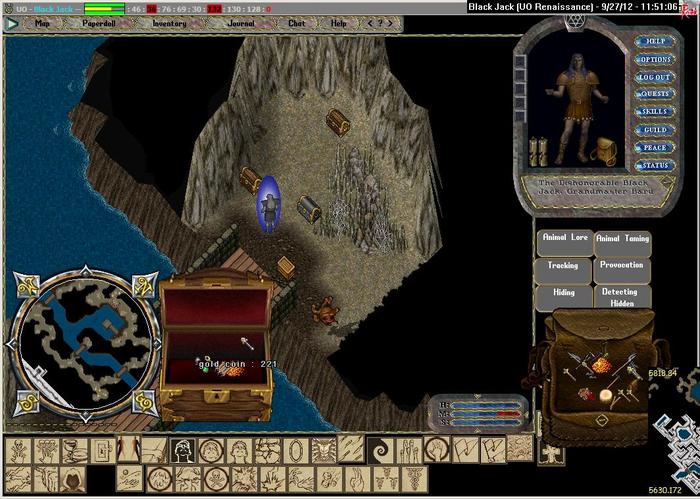 UO - Black Jack --
: 46: 36: 76: 69: 30: 132: 130: 128: 0
Black Jack (UO Renaissance) - 9/27/12 - 11:51:06
Map Paperdoll Inventory Journal Chat Help < ? >
HELP
OPTIONS
LOG OUT
QUESTS
SKILLS
GUILD
PEACE
STATUS
The Dishonorable Black
Jack, Grandmaster Bard
Animal Lore Animal Taming
Tracking Provocation
Hiding Detecting
Hidden
gold coin : 221
H:
M:
S:
5630.172